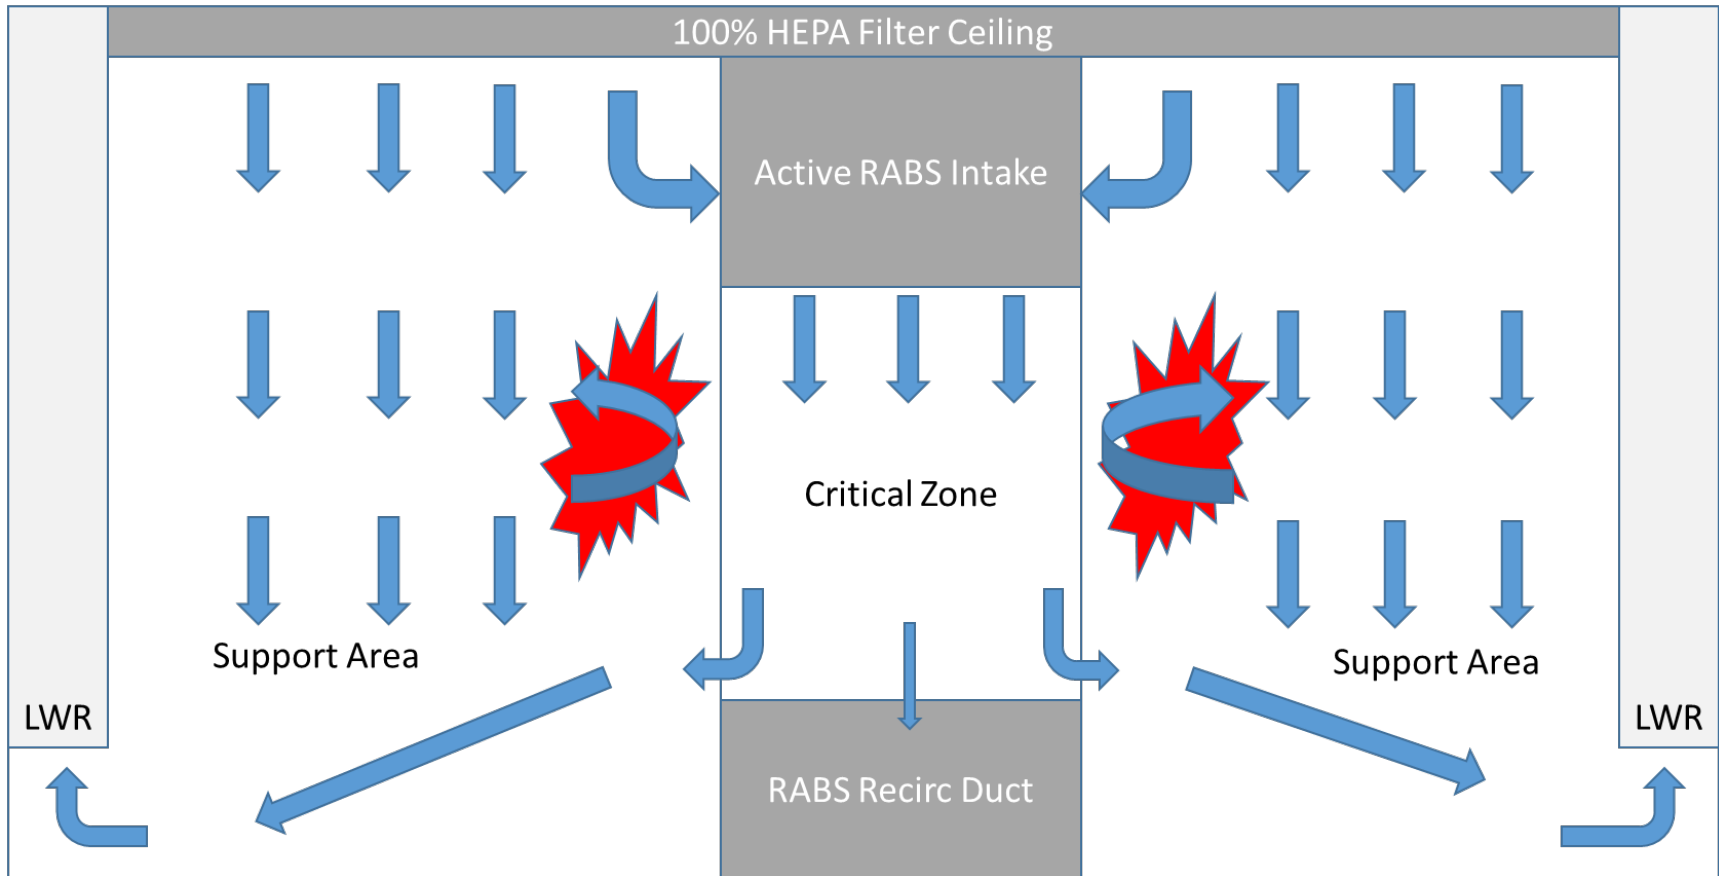 100% HEPA Filter Ceiling
Active RABS Intake
Critical Zone
Support Area
Support Area
LWR
LWR
RABS Recirc Duct